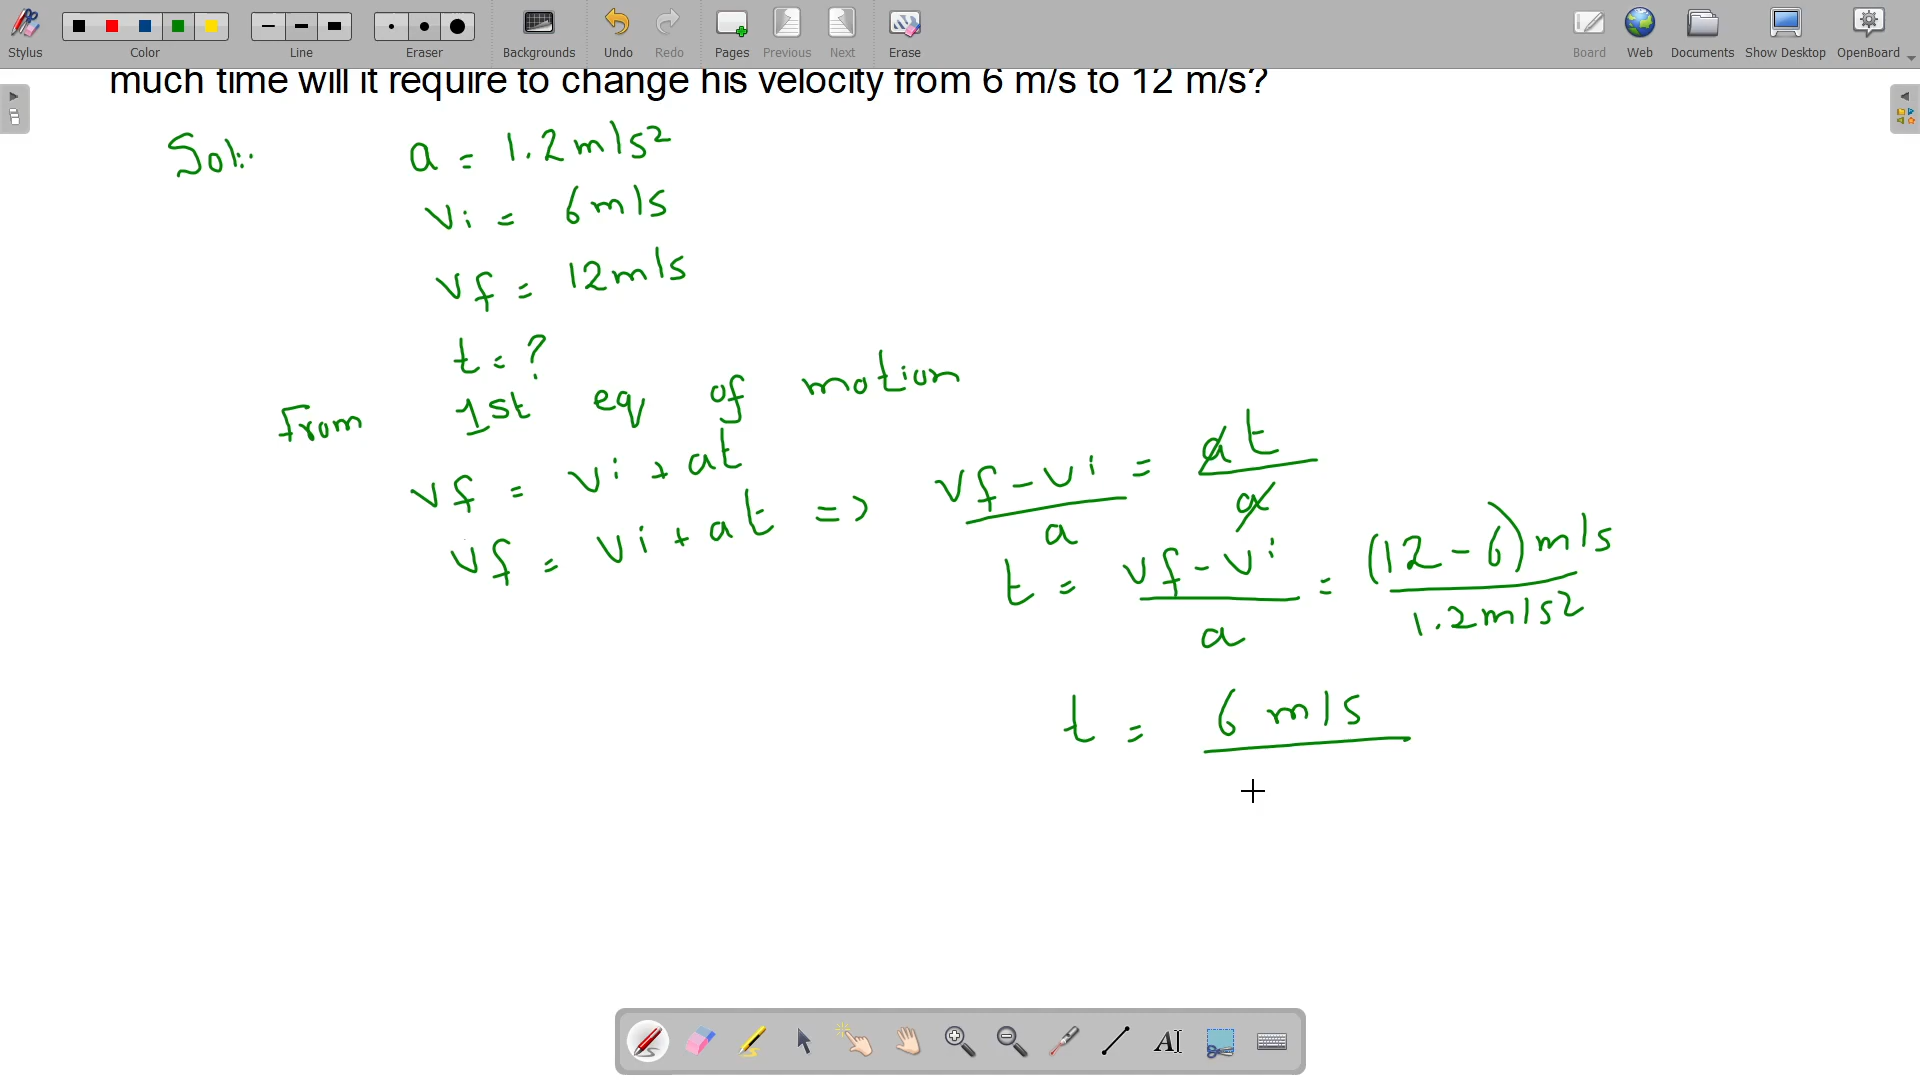 Stylus Color Line Eraser Backgrounds Undo Redo Pages Previous Next Erase Board Web Documents Show Desktop OpenBoard
much time will it require to change his velocity from 6 m/s to 12 m/s?
Sol:
a = 1.2 m/s²
vi = 6 m/s
vf = 12 m/s
t = ?
From 1st eq of motion
vf = vi + at
vf = vi + at => vf - vi / a = at / a
t = vf - vi / a = (12 - 6) m/s / 1.2 m/s²
t = 6 m/s